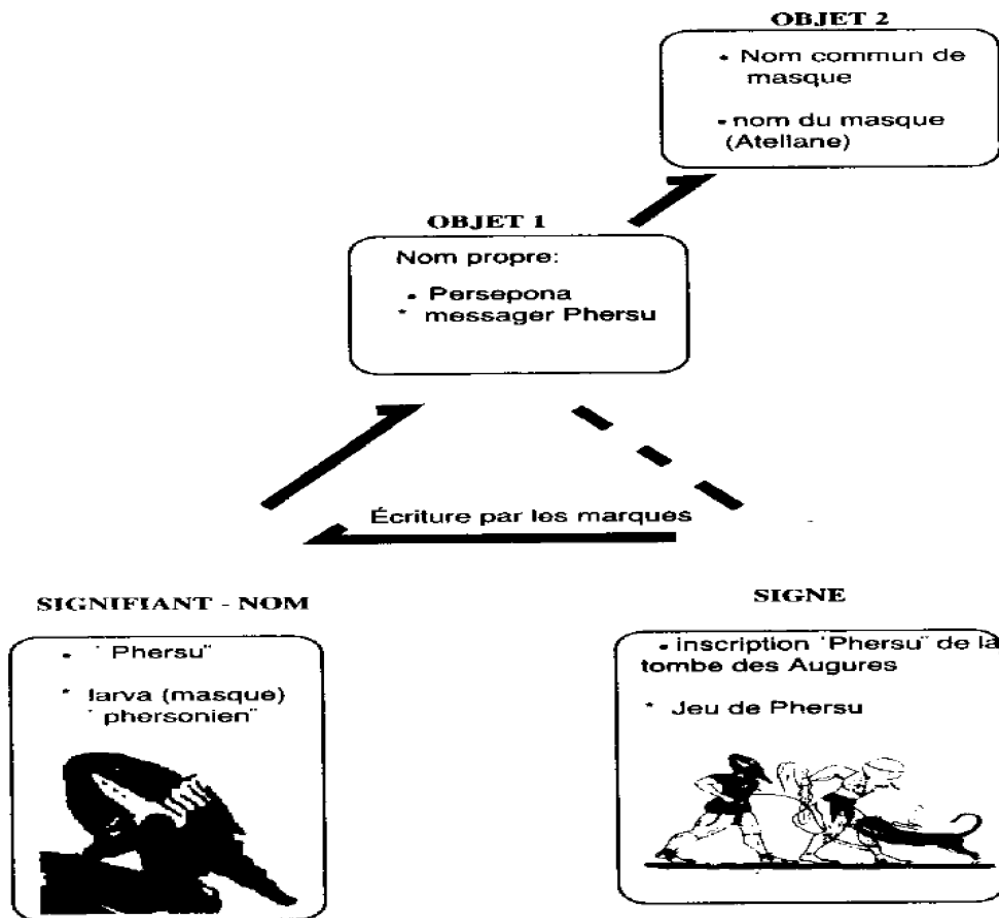 OBJET 2
• Nom commun de
masque
• nom du masque
(Atellane)
OBJET 1
Nom propre:
• Persepona
* messager Phersu
Écriture par les marques
SIGNIFIANT - NOM
• ¨ Phersu¨
* larva (masque)
¨ phersonien¨
SIGNE
• inscription ¨Phersu¨ de la
tombe des Augures
* Jeu de Phersu